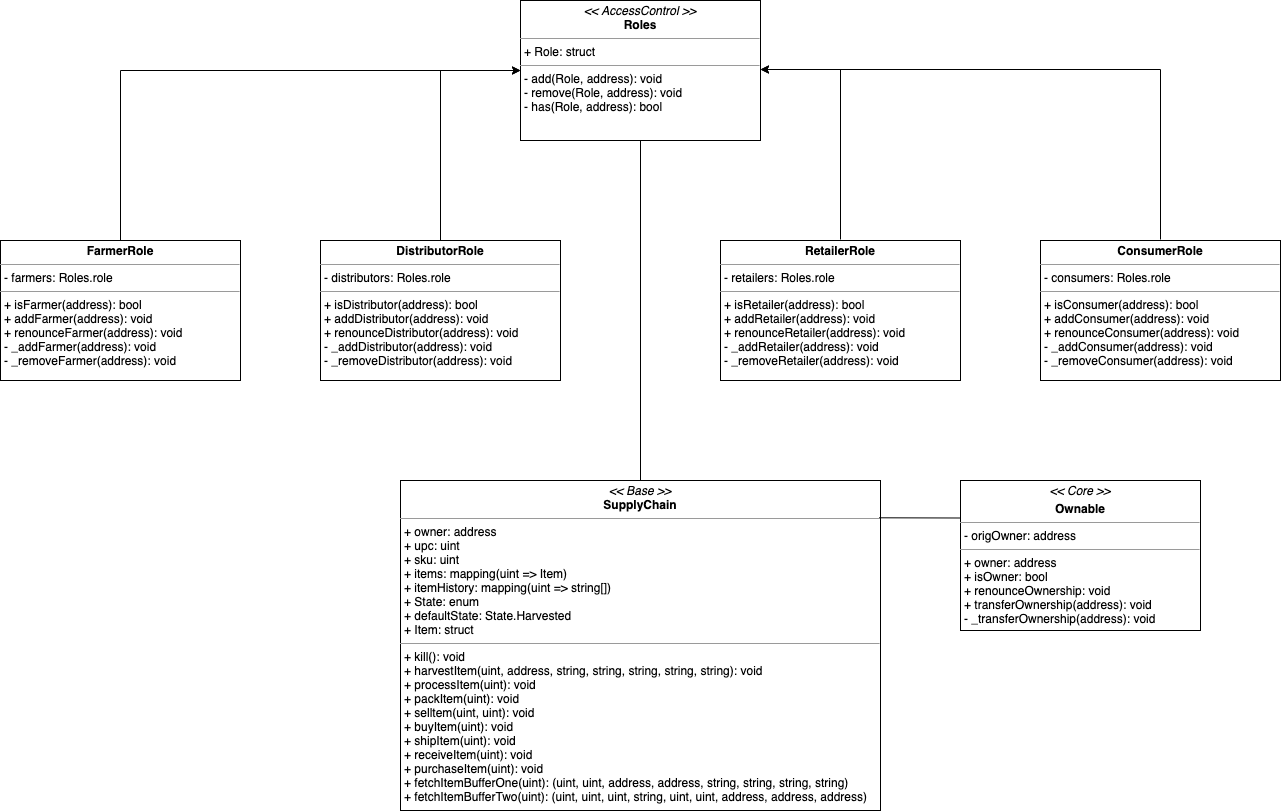 << AccessControl >>
Roles
+ Role: struct
- add(Role, address): void
- remove(Role, address): void
- has(Role, address): bool
FarmerRole
- farmers: Roles.role
+ isFarmer(address): bool
+ addFarmer(address): void
+ renounceFarmer(address): void
- _addFarmer(address): void
- _removeFarmer(address): void
DistributorRole
- distributors: Roles.role
+ isDistributor(address): bool
+ addDistributor(address): void
+ renounceDistributor(address): void
- _addDistributor(address): void
- _removeDistributor(address): void
RetailerRole
- retailers: Roles.role
+ isRetailer(address): bool
+ addRetailer(address): void
+ renounceRetailer(address): void
- _addRetailer(address): void
- _removeRetailer(address): void
ConsumerRole
- consumers: Roles.role
+ isConsumer(address): bool
+ addConsumer(address): void
+ renounceConsumer(address): void
- _addConsumer(address): void
- _removeConsumer(address): void
<< Base >>
SupplyChain
+ owner: address
+ upc: uint
+ sku: uint
+ items: mapping(uint => Item)
+ itemHistory: mapping(uint => string[])
+ State: enum
+ defaultState: State.Harvested
+ Item: struct
+ kill(): void
+ harvestItem(uint, address, string, string, string, string, string): void
+ processItem(uint): void
+ packItem(uint): void
+ sellItem(uint, uint): void
+ buyItem(uint): void
+ shipItem(uint): void
+ receiveItem(uint): void
+ purchaseItem(uint): void
+ fetchItemBufferOne(uint): (uint, uint, address, address, string, string, string, string)
+ fetchItemBufferTwo(uint): (uint, uint, uint, string, uint, uint, address, address, address)
<< Core >>
Ownable
- origOwner: address
+ owner: address
+ isOwner: bool
+ renounceOwnership: void
+ transferOwnership(address): void
- _transferOwnership(address): void